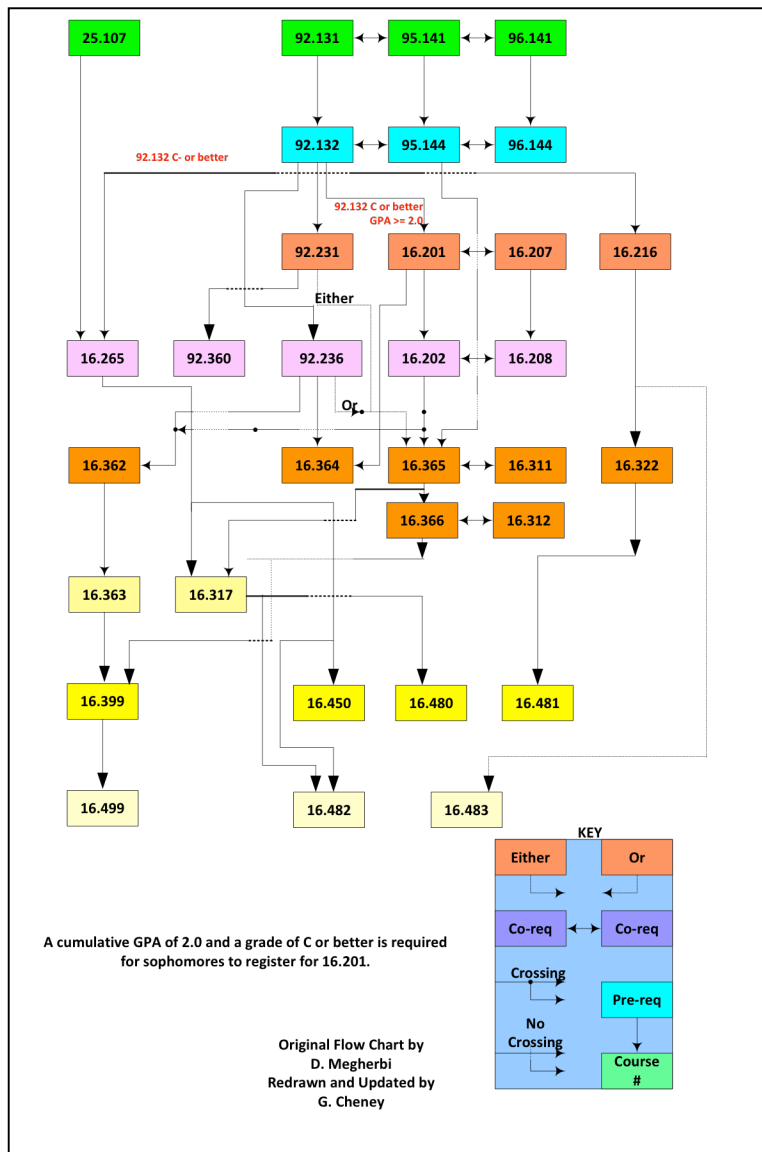 25.107
92.131
95.141
96.141
92.132
95.144
96.144
92.132 C- or better
92.132 C or better
GPA >= 2.0
92.231
16.201
16.207
16.216
Either
16.265
92.360
92.236
16.202
16.208
Or
16.362
16.364
16.365
16.311
16.322
16.366
16.312
16.363
16.317
16.399
16.450
16.480
16.481
16.499
16.482
16.483
KEY
Either
Or
Co-req
Co-req
Crossing
Pre-req
No
Crossing
Course
#
A cumulative GPA of 2.0 and a grade of C or better is required
for sophomores to register for 16.201.
Original Flow Chart by
D. Megherbi
Redrawn and Updated by
G. Cheney